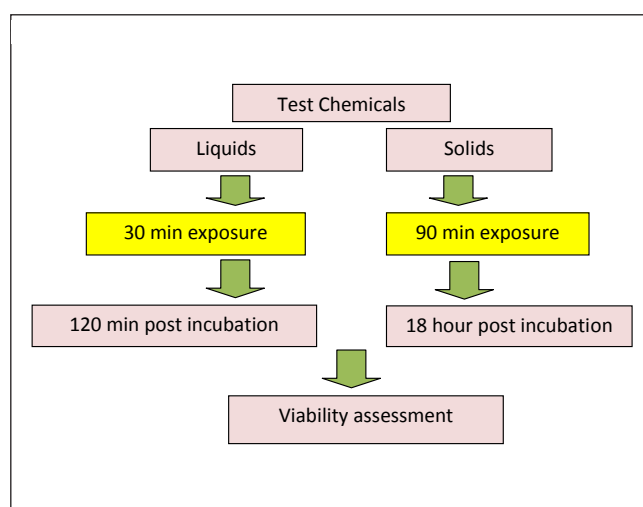 Test Chemicals
Liquids
Solids
30 min exposure
90 min exposure
120 min post incubation
18 hour post incubation
Viability assessment